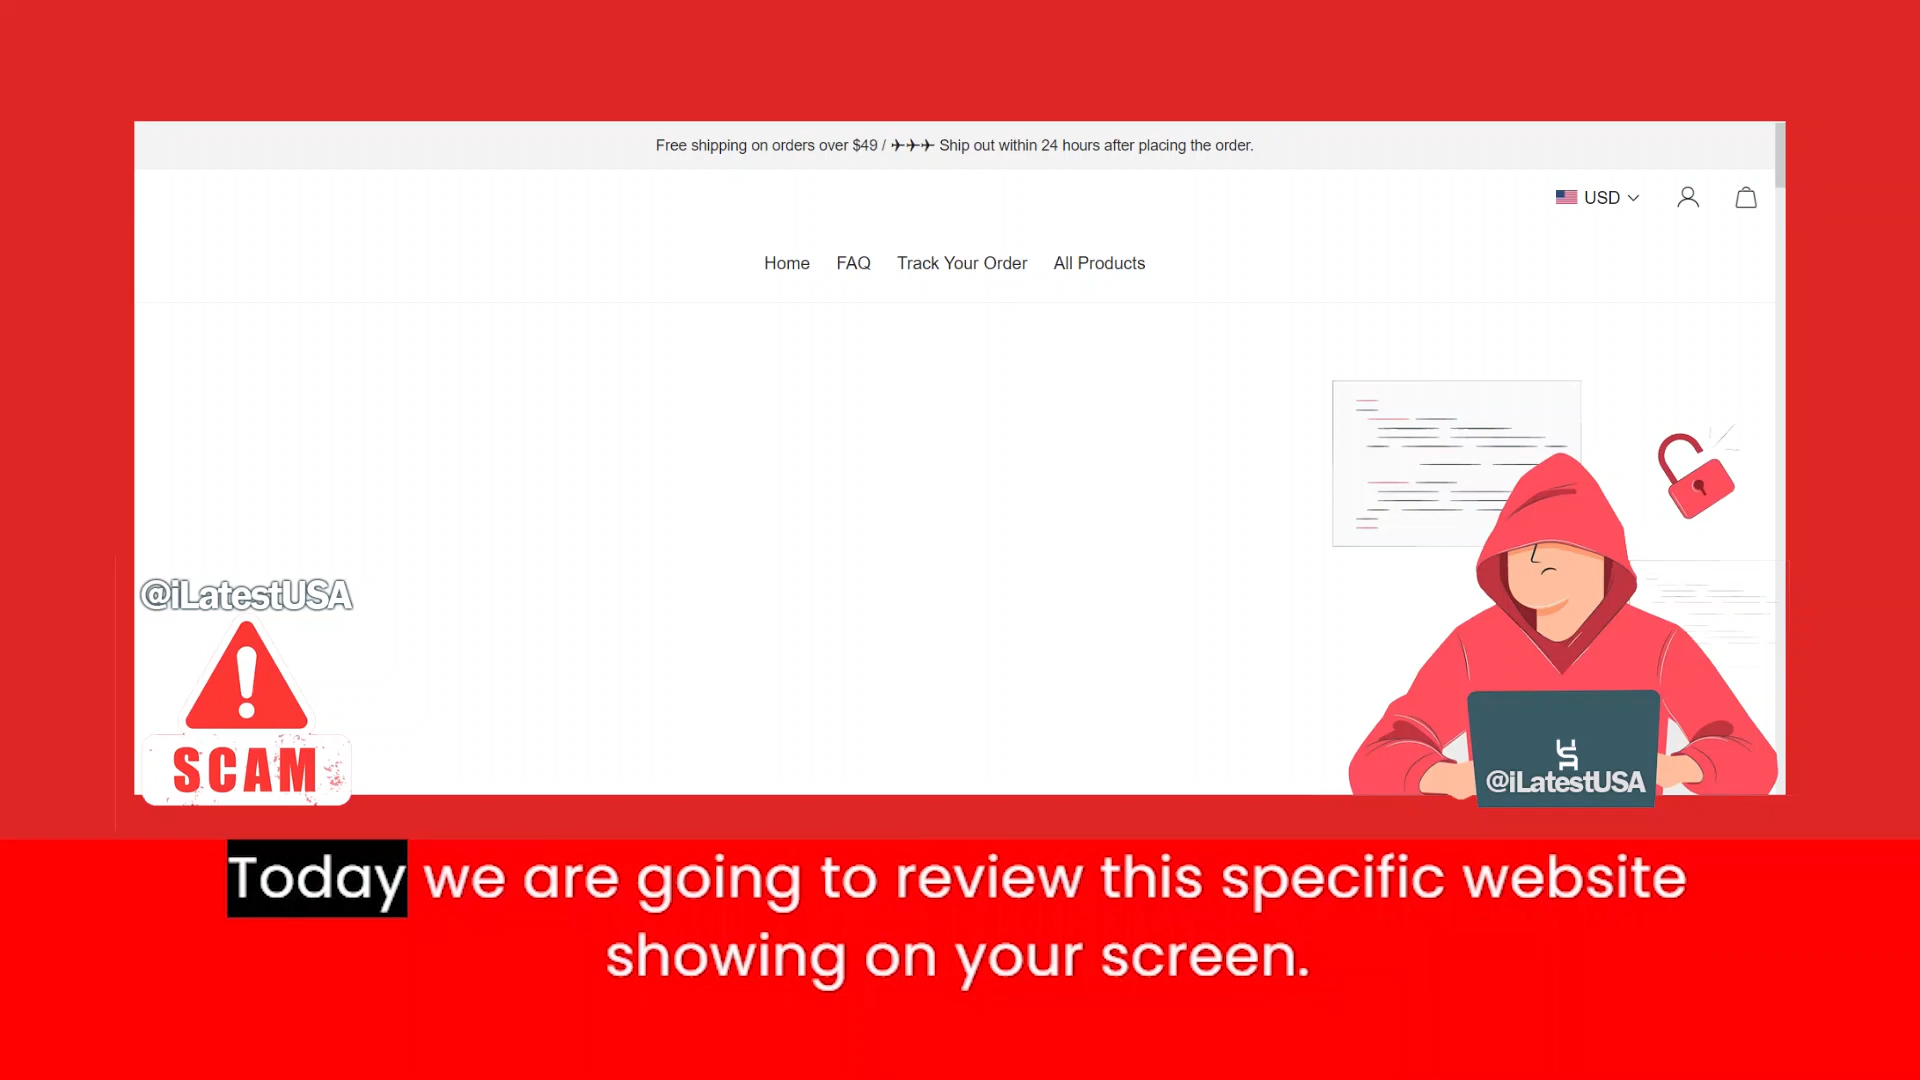 Free shipping on orders over $49 / ✈✈✈ Ship out within 24 hours after placing the order.
USD
Home FAQ Track Your Order All Products
@iLatestUSA
SCAM
@iLatestUSA
Today we are going to review this specific website
showing on your screen.